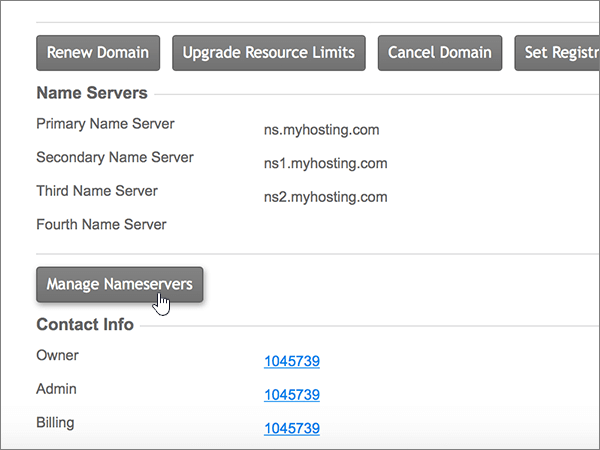 Renew Domain Upgrade Resource Limits Cancel Domain Set Registr
Name Servers
Primary Name Server ns.myhosting.com
Secondary Name Server ns1.myhosting.com
Third Name Server ns2.myhosting.com
Fourth Name Server
Manage Nameservers
Contact Info
Owner 1045739
Admin 1045739
Billing 1045739